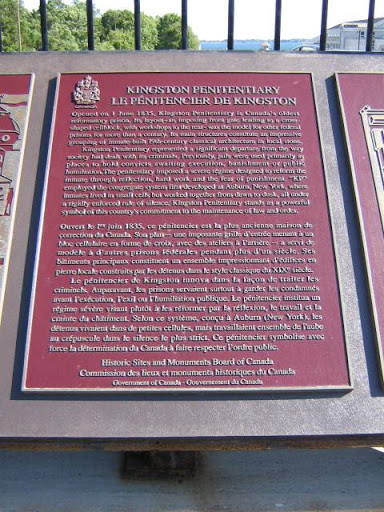 KINGSTON PENITENTIARY
LE PÉNITENCIER DE KINGSTON
Opened on 1 June 1835, Kingston Penitentiary is Canada's oldest
reformatory prison. Its layout - an imposing front gate leading to a cross-
shaped cellblock, with workshops to the rear - was the model for other federal
prisons for more than a century. Its main structures constitute an impressive
grouping of inmate-built 19th-century classical architecture in local stone.
Kingston Penitentiary represented a significant departure from the way
society had dealt with its criminals. Previously, jails were used primarily as
places to hold convicts awaiting execution, banishment or public
humiliation. The penitentiary imposed a severe regime designed to reform the
inmate through reflection, hard work and the fear of punishment. "KP"
employed the congregate system first developed at Auburn, New York, where
inmates lived in small cells but worked together from dawn to dusk, all under
a rigidly enforced rule of silence. Kingston Penitentiary stands as a powerful
symbol of this country's commitment to the maintenance of law and order.
Ouvert le 1er juin 1835, ce pénitencier est la plus ancienne maison de
correction du Canada. Son plan - une imposante grille d'entrée menant à un
bloc cellulaire en forme de croix, avec des ateliers à l'arrière - a servi de
modèle à d'autres prisons fédérales pendant plus d'un siècle. Ses
bâtiments principaux constituent un ensemble impressionnant d'édifices en
pierre locale construits par les détenus dans le style classique du XIXe siècle.
Le pénitencier de Kingston innova dans la façon de traiter les
criminels. Auparavant, les prisons servaient surtout à garder les condamnés
avant l'exécution, l'exil ou l'humiliation publique. Le pénitencier institua un
régime sévère visant plutôt à les réformer par la réflexion, le travail et la
crainte du châtiment. Selon ce système, conçu à Auburn (New York), les
détenus vivaient dans de petites cellules, mais travaillaient ensemble de l'aube
au crépuscule dans le silence le plus strict. Ce pénitencier symbolise avec
force la détermination du Canada à faire respecter l'ordre public.
Historic Sites and Monuments Board of Canada
Commission des lieux et monuments historiques du Canada
Government of Canada - Gouvernement du Canada